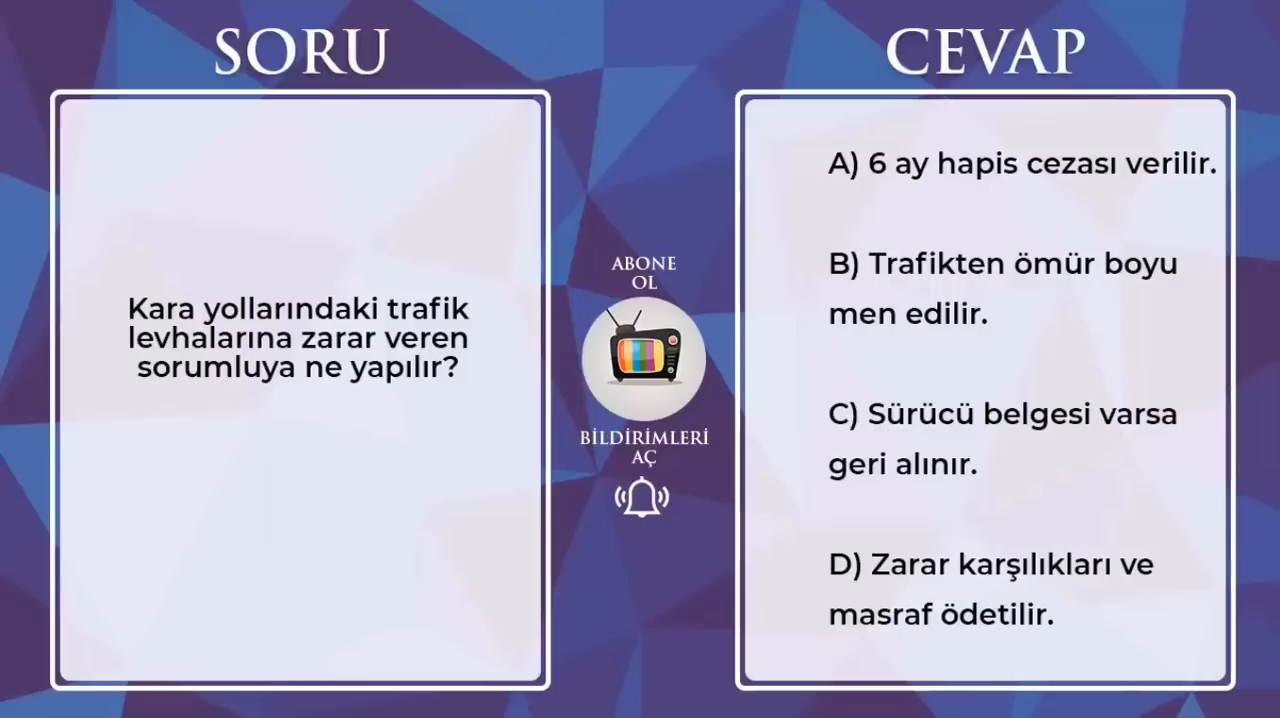 SORU
Kara yollarındaki trafik
levhalarına zarar veren
sorumluya ne yapılır?
ABONE
OL
BİLDİRİMLERİ
AÇ
CEVAP
A) 6 ay hapis cezası verilir.
B) Trafikten ömür boyu
men edilir.
C) Sürücü belgesi varsa
geri alınır.
D) Zarar karşılıkları ve
masraf ödetilir.